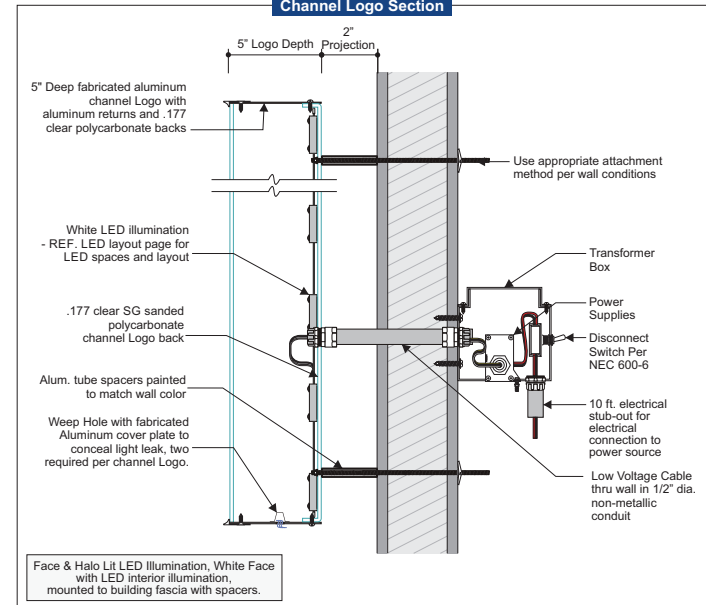 Channel Logo Section
5" Logo Depth
2"
Projection
5" Deep fabricated aluminum
channel Logo with
aluminum returns and .177
clear polycarbonate backs
Use appropriate attachment
method per wall conditions
White LED illumination
- REF. LED layout page for
LED spaces and layout
Transformer
Box
.177 clear SG sanded
polycarbonate
channel Logo back
Power
Supplies
Disconnect
Switch Per
NEC 600-6
Alum. tube spacers painted
to match wall color
10 ft. electrical
stub-out for
electrical
connection to
power source
Weep Hole with fabricated
Aluminum cover plate to
conceal light leak, two
required per channel Logo.
Low Voltage Cable
thru wall in 1/2" dia.
non-metallic
conduit
Face & Halo Lit LED Illumination, White Face
with LED interior illumination,
mounted to building fascia with spacers.